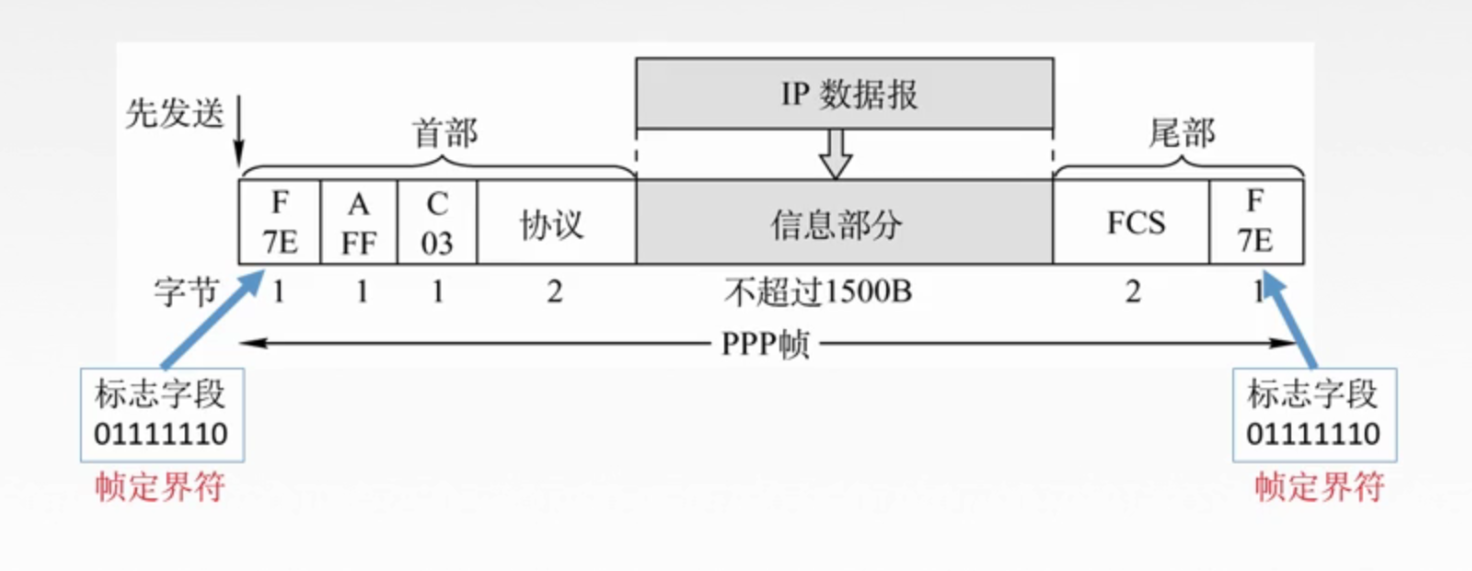 IP 数据报
先发送
首部
尾部
F
7E
A
FF
C
03
协议
信息部分
FCS
F
7E
字节
1
1
1
2
不超过1500B
2
1
PPP帧
标志字段
01111110
帧定界符
标志字段
01111110
帧定界符